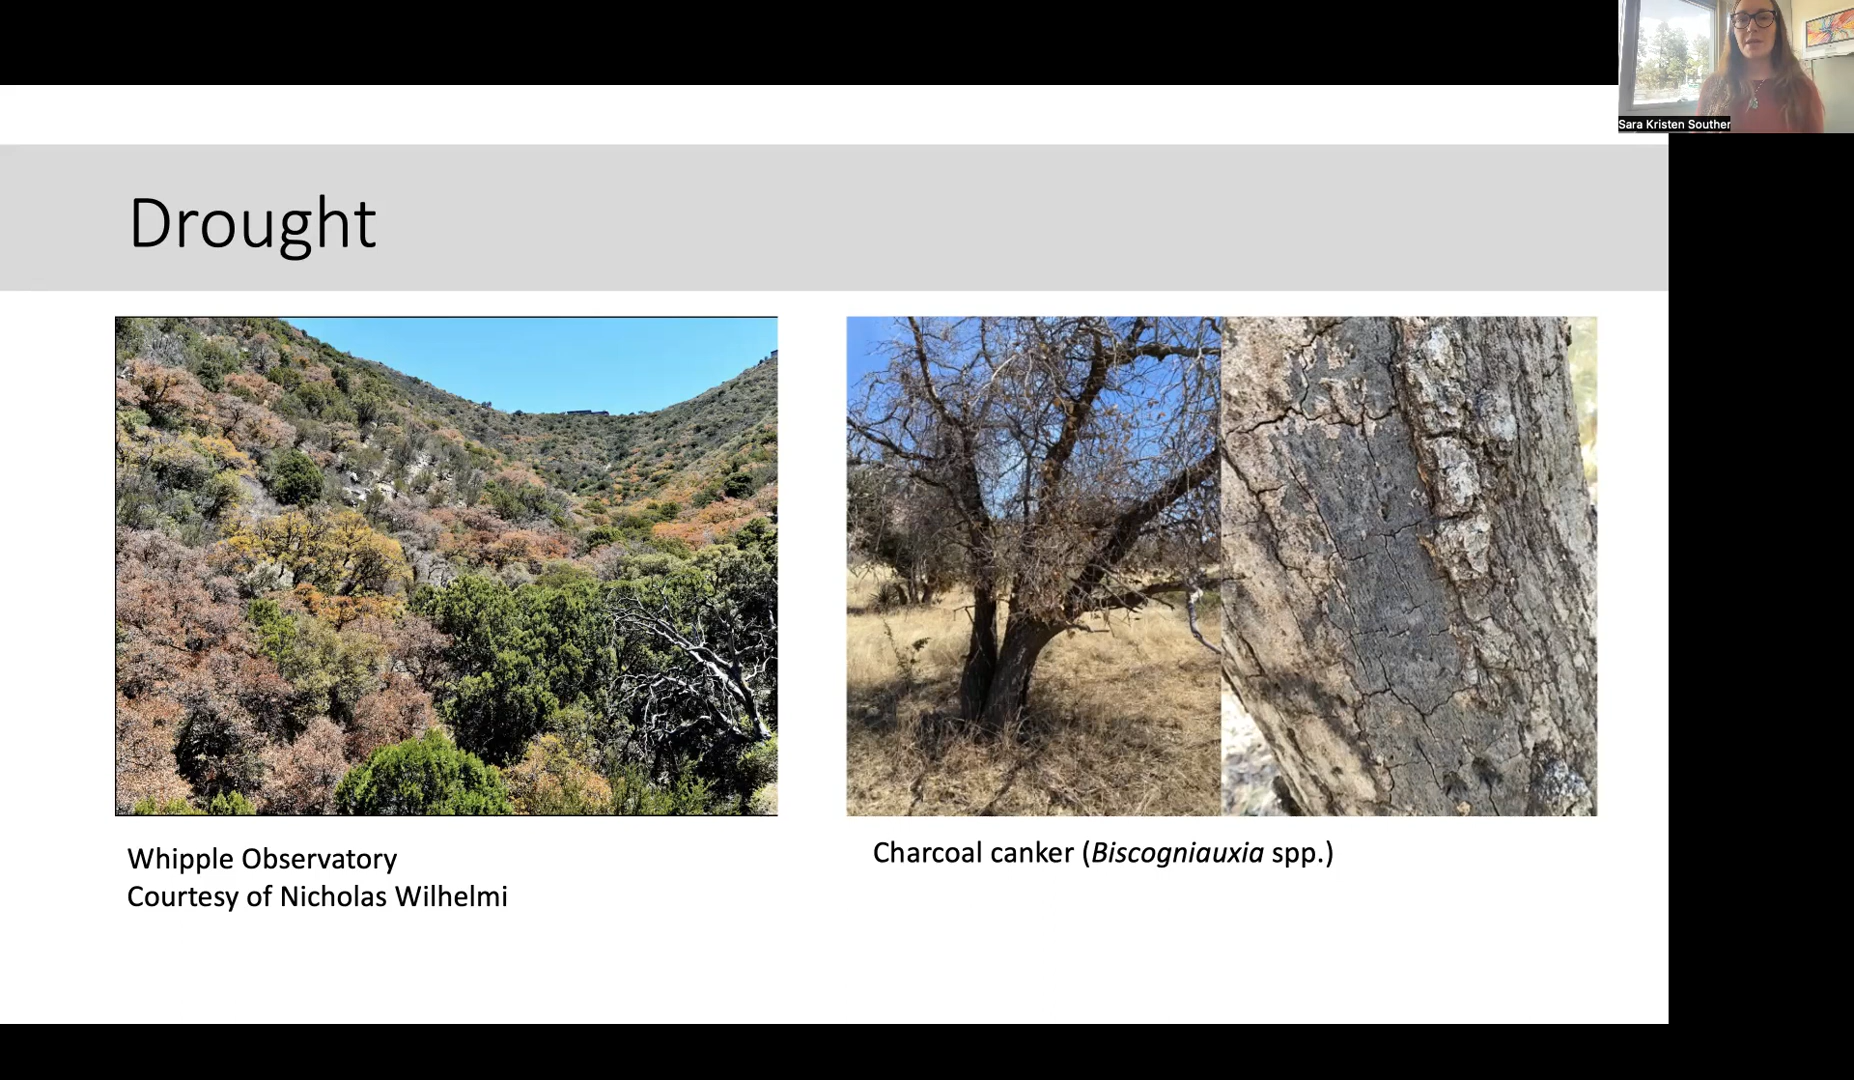 Sara Kristen Souther
Drought
Whipple Observatory
Courtesy of Nicholas Wilhelmi
Charcoal canker (Biscogniauxia spp.)